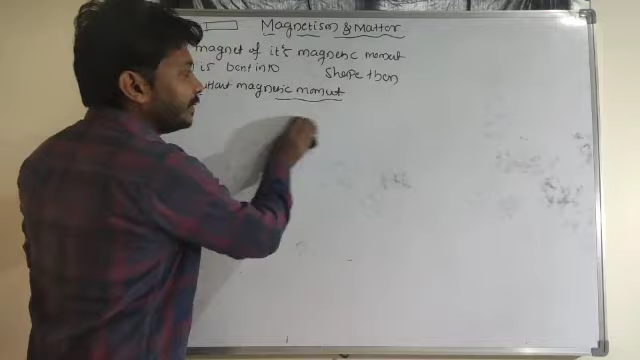 Magnetism & Matter
magnet of it's magnetic moment
is bent into shape then
magnetic moment